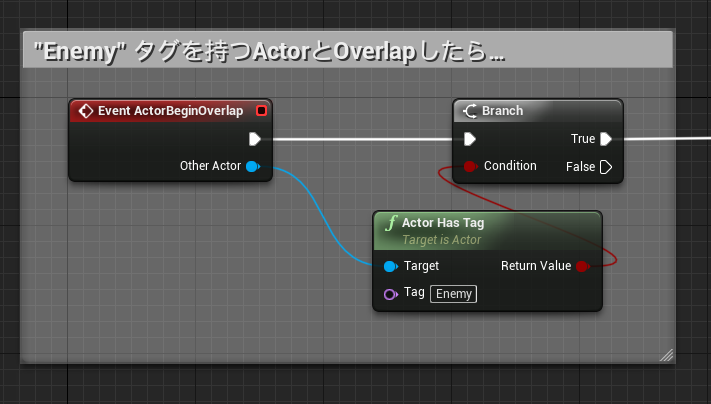 "Enemy" タグを持つActorとOverlapしたら...
Event ActorBeginOverlap
Other Actor
Branch
True
Condition
False
f Actor Has Tag
Target is Actor
Target
Return Value
Tag Enemy